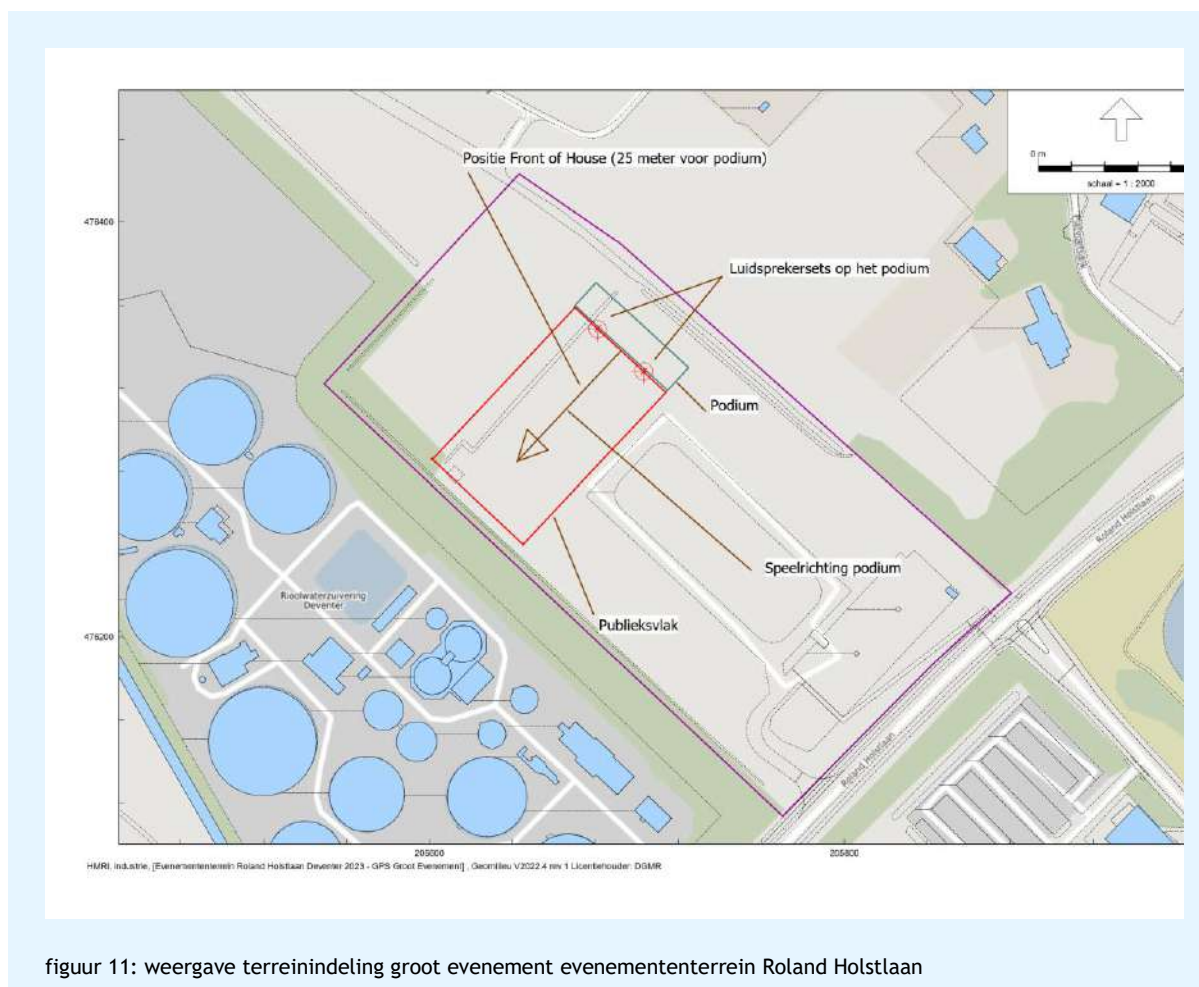 Positie Front of House (25 meter voor podium)
0 m
schaal = 1 : 2000
478400
Luidsprekersets op het podium
Podium
Roland Holstlaan
Speelrichting podium
Rioolwaterzuivering
Deventer
Publieksvlak
478200
Roland Holstlaan
205800
HMRI, industrie, [Evenemententerrein Roland Holstlaan Deventer 2023 - GPS Groot Evenement] , Geomilieu V2022.4 rev 1 Licentiehouder: DGMR
figuur 11: weergave terreinindeling groot evenement evenemententerrein Roland Holstlaan